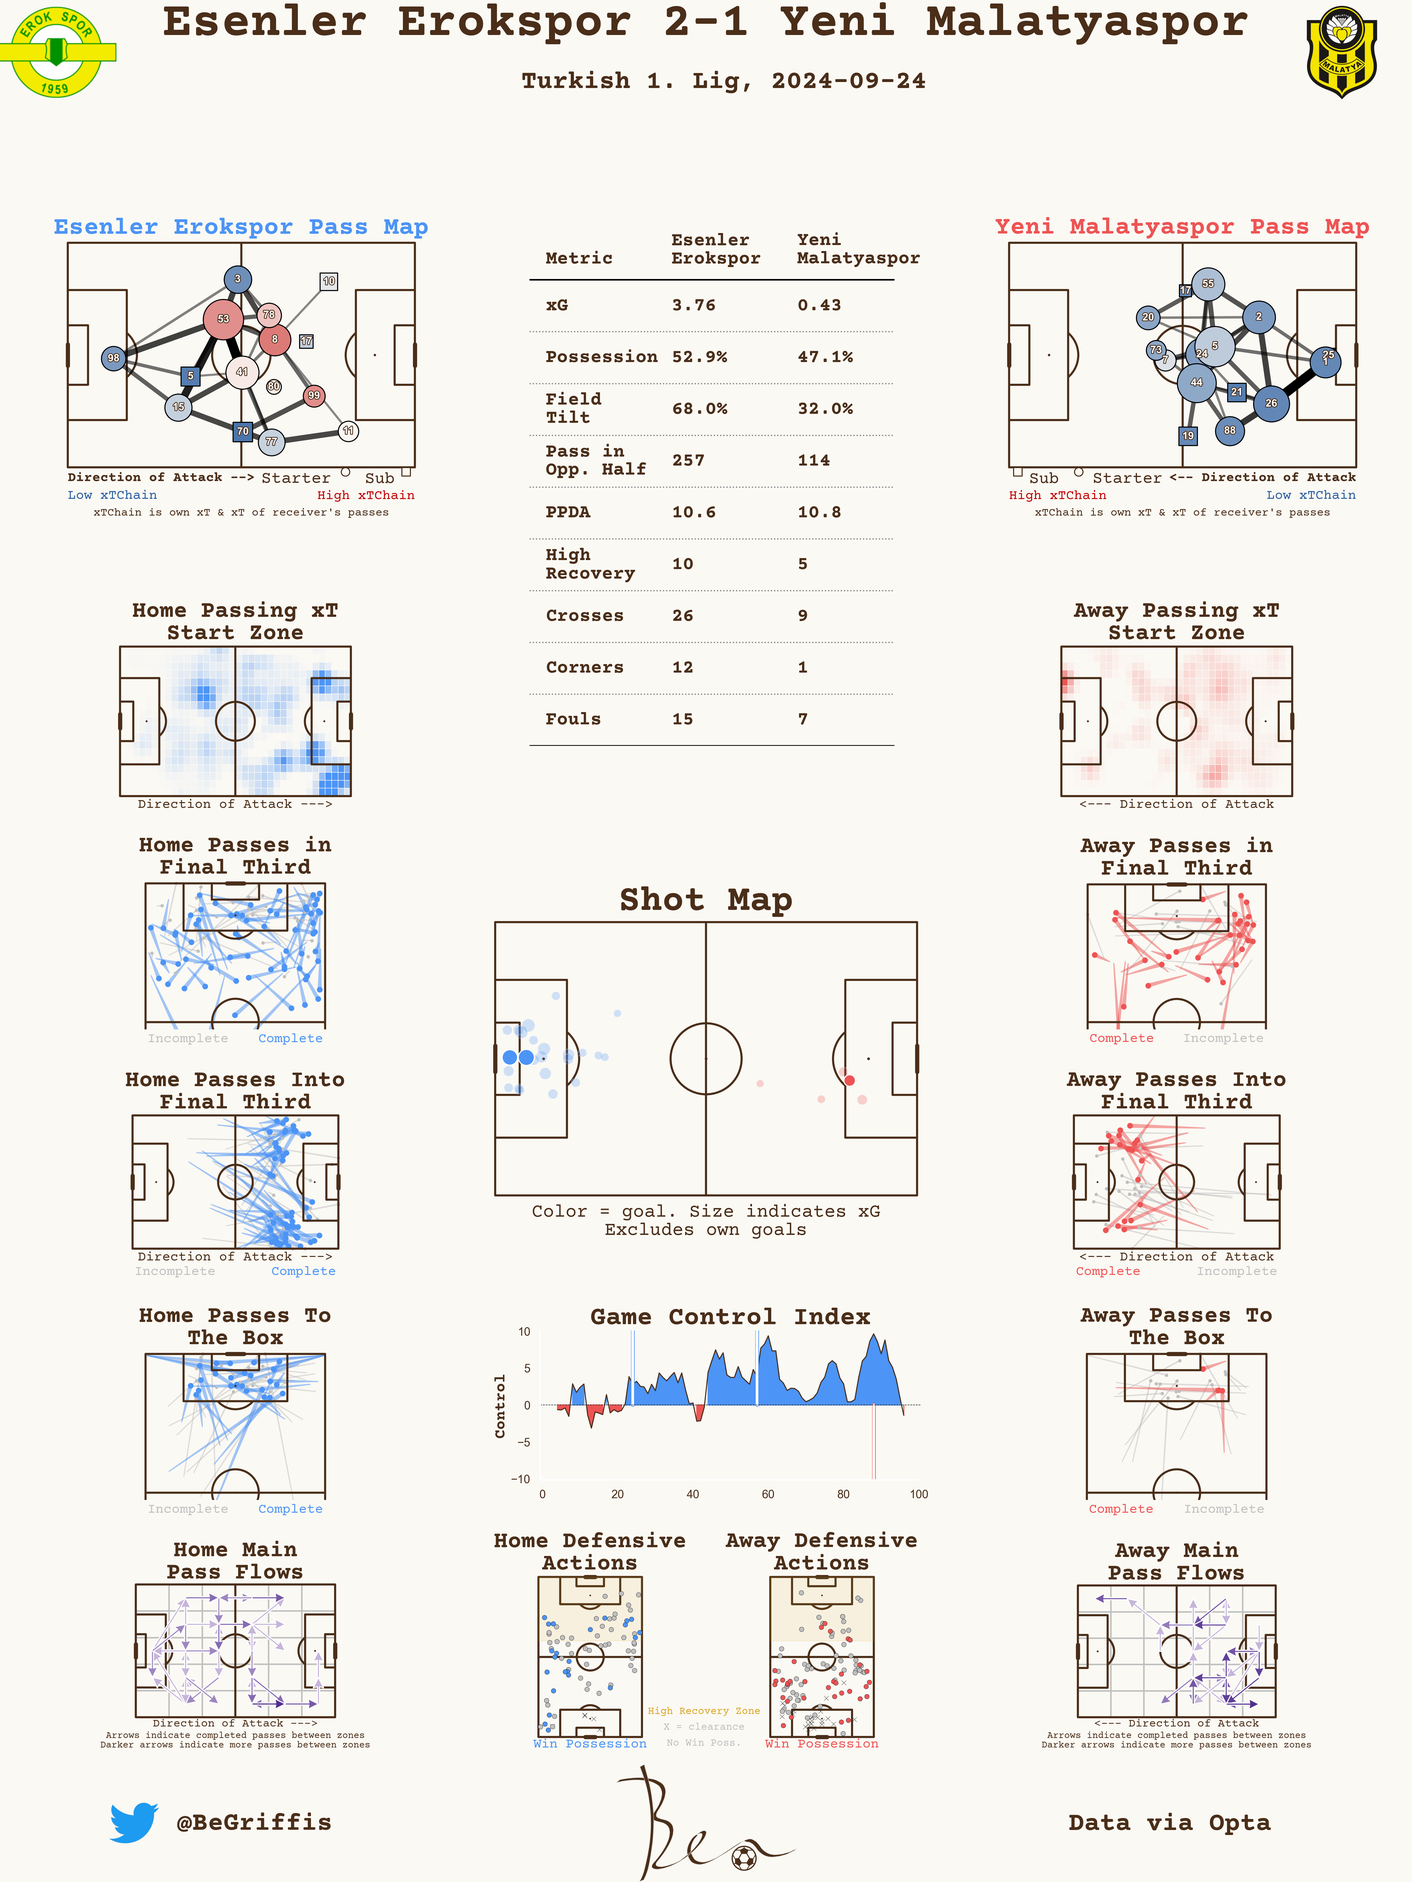 Esenler Erokspor 2-1 Yeni Malatyaspor
Turkish 1. Lig, 2024-09-24
EROK SPOR
1959
MALATYA
Esenler Erokspor Pass Map
3
10
53
78
8
17
98
41
5
80
99
15
70
11
77
Direction of Attack --> Starter Sub
Low xTChain High xTChain
xTChain is own xT & xT of receiver's passes
Metric Esenler Erokspor Yeni Malatyaspor
xG 3.76 0.43
Possession 52.9% 47.1%
Field Tilt 68.0% 32.0%
Pass in Opp. Half 257 114
PPDA 10.6 10.8
High Recovery 10 5
Crosses 26 9
Corners 12 1
Fouls 15 7
Yeni Malatyaspor Pass Map
55
17
20
2
5
73
7
24
25
1
44
21
26
88
19
Sub Starter <-- Direction of Attack
High xTChain Low xTChain
xTChain is own xT & xT of receiver's passes
Home Passing xT
Start Zone
Direction of Attack --->
Away Passing xT
Start Zone
<--- Direction of Attack
Home Passes in
Final Third
Incomplete Complete
Away Passes in
Final Third
Complete Incomplete
Shot Map
Color = goal. Size indicates xG
Excludes own goals
Home Passes Into
Final Third
Direction of Attack --->
Incomplete Complete
Away Passes Into
Final Third
<--- Direction of Attack
Complete Incomplete
Home Passes To
The Box
Incomplete Complete
Game Control Index
Control
10
5
0
−5
−10
0 20 40 60 80 100
Away Passes To
The Box
Complete Incomplete
Home Main
Pass Flows
Direction of Attack --->
Arrows indicate completed passes between zones
Darker arrows indicate more passes between zones
Home Defensive
Actions
Win Possession
Away Defensive
Actions
Win Possession
High Recovery Zone
X = clearance
No Win Poss.
Away Main
Pass Flows
<--- Direction of Attack
Arrows indicate completed passes between zones
Darker arrows indicate more passes between zones
@BeGriffis
Ben
Data via Opta